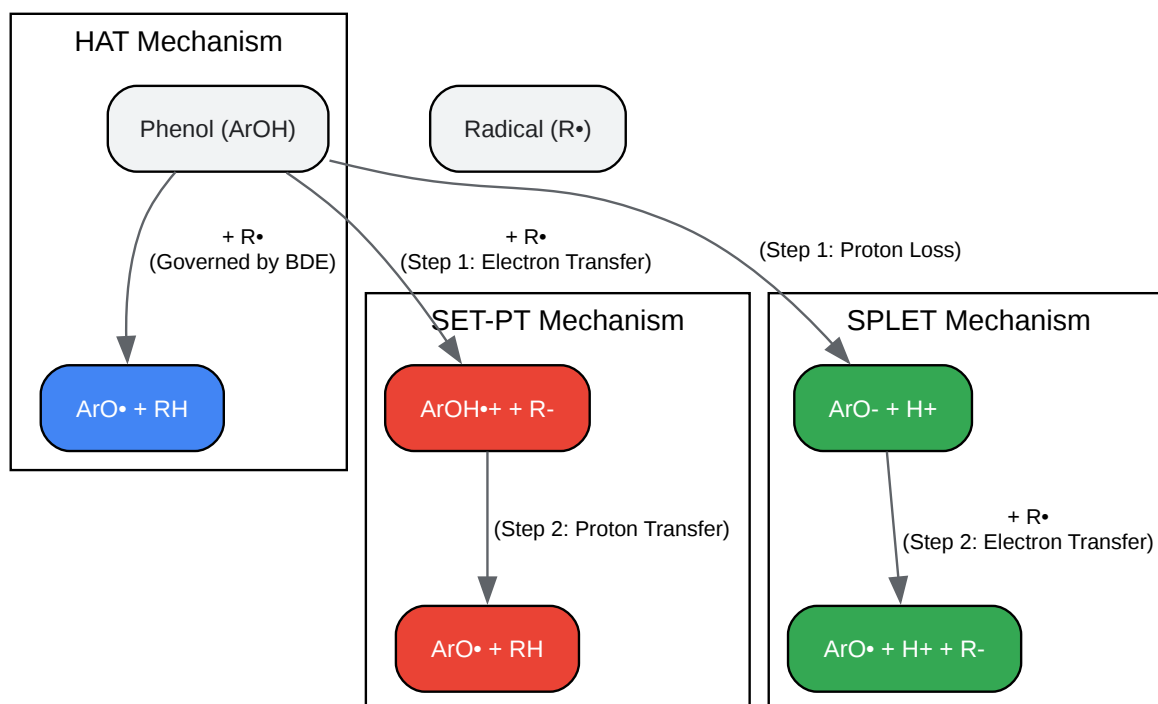 HAT Mechanism
Phenol (ArOH)
Radical (R•)
+ R•
(Governed by BDE)
+ R•
(Step 1: Electron Transfer)
(Step 1: Proton Loss)
SET-PT Mechanism
SPLET Mechanism
ArO• + RH
ArOH•+ + R-
ArO- + H+
(Step 2: Proton Transfer)
+ R•
(Step 2: Electron Transfer)
ArO• + RH
ArO• + H+ + R-